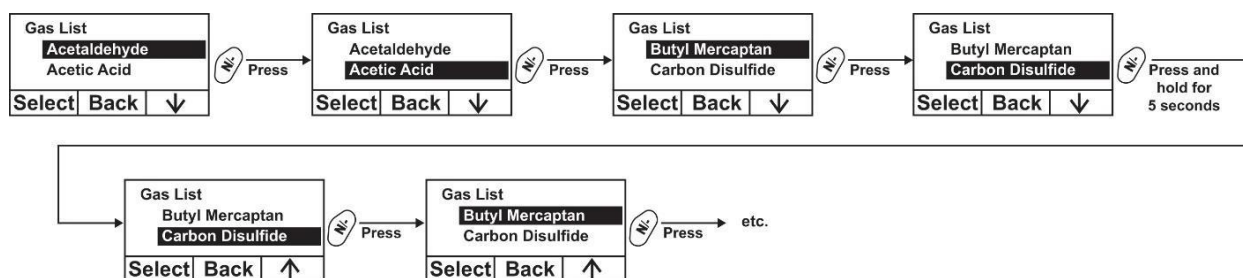 Gas List
Acetaldehyde
Acetic Acid
Select Back ↓
N/-
Press
Gas List
Acetaldehyde
Acetic Acid
Select Back ↓
N/-
Press
Gas List
Butyl Mercaptan
Carbon Disulfide
Select Back ↓
N/-
Press
Gas List
Butyl Mercaptan
Carbon Disulfide
Select Back ↓
N/-
Press and
hold for
5 seconds
Gas List
Butyl Mercaptan
Carbon Disulfide
Select Back ↑
N/-
Press
Gas List
Butyl Mercaptan
Carbon Disulfide
Select Back ↑
N/-
Press
etc.